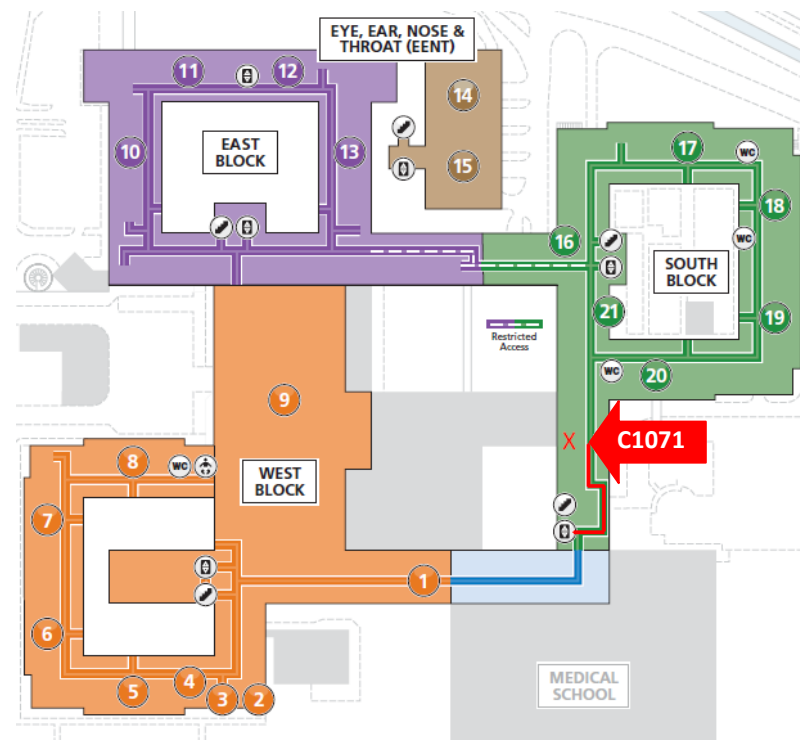 EYE, EAR, NOSE &
THROAT (EENT)
11
12
14
10
EAST
BLOCK
13
15
17
WC
18
16
WC
SOUTH
BLOCK
21
19
Restricted
Access
WC
20
9
X
C1071
8
WC
WEST
BLOCK
7
1
6
MEDICAL
SCHOOL
5
4
3
2